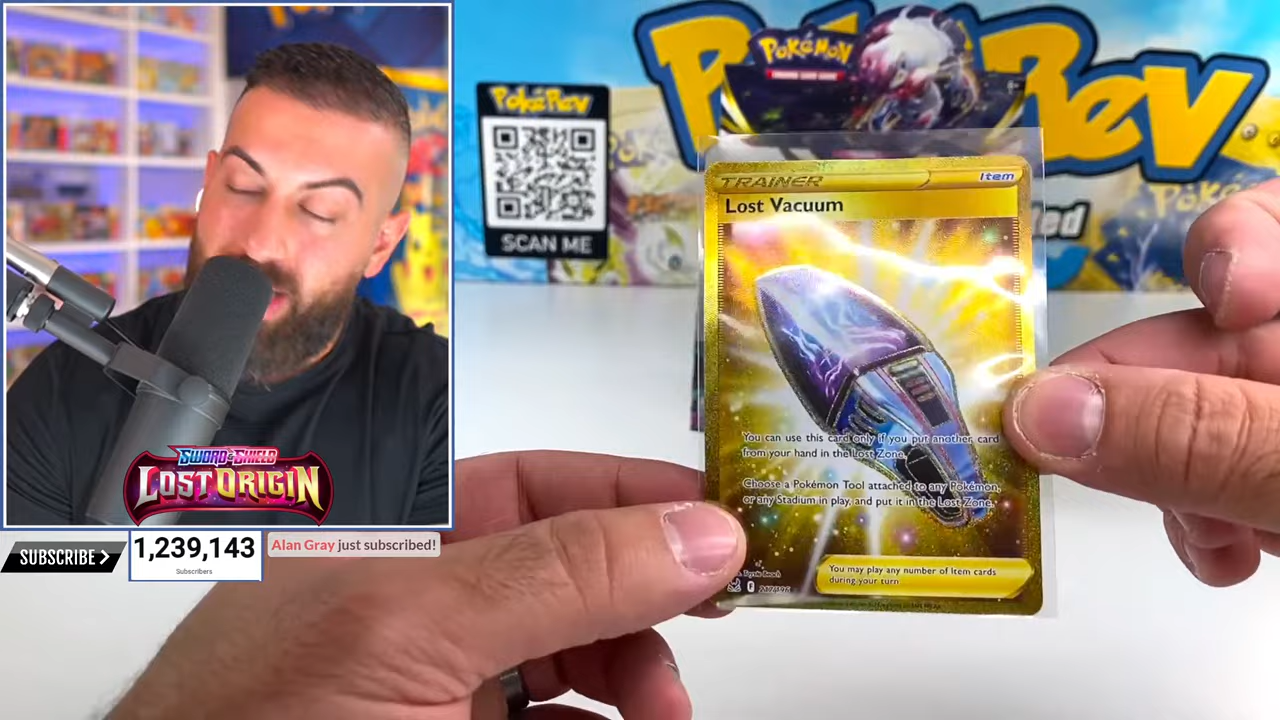 PokéRev
SCAN ME
Pokémon
PokéRev
TRAINER
Item
Lost Vacuum
You can use this card only if you put another card
from your hand in the Lost Zone.
Choose a Pokémon Tool attached to any Pokémon,
or any Stadium in play, and put it in the Lost Zone.
You may play any number of Item cards
during your turn.
SWORD & SHIELD
LOST ORIGIN
SUBSCRIBE >
1,239,143
Subscribers
Alan Gray just subscribed!